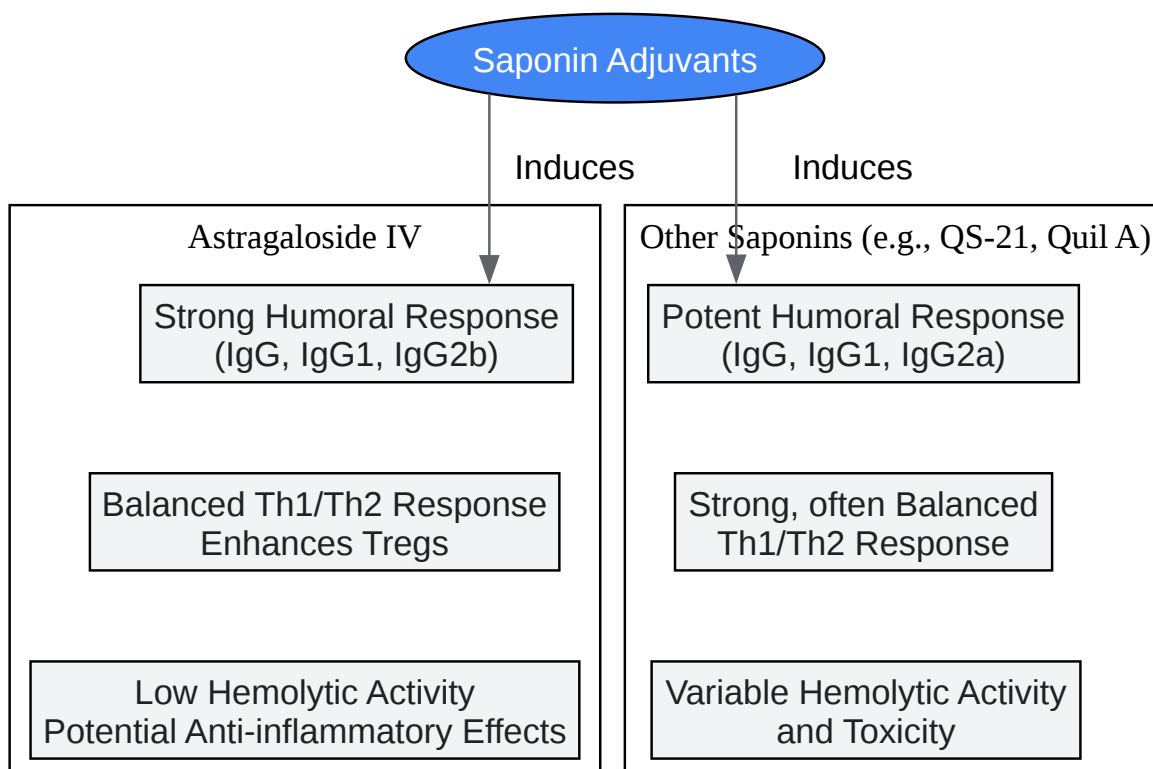 Saponin Adjuvants
Induces
Induces
Astragaloside IV
Strong Humoral Response
(IgG, IgG1, IgG2b)
Balanced Th1/Th2 Response
Enhances Tregs
Low Hemolytic Activity
Potential Anti-inflammatory Effects
Other Saponins (e.g., QS-21, Quil A)
Potent Humoral Response
(IgG, IgG1, IgG2a)
Strong, often Balanced
Th1/Th2 Response
Variable Hemolytic Activity
and Toxicity